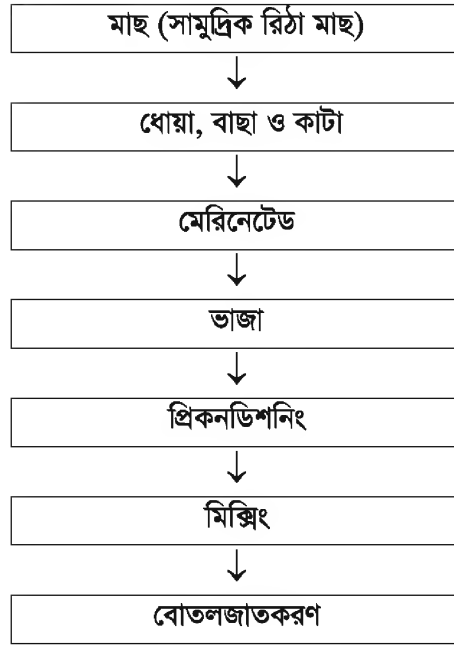 মাছ (সামুদ্রিক রিঠা মাছ)
ধোয়া, বাছা ও কাটা
মেরিনেটেড
ভাজা
প্রিকনডিশনিং
মিক্সিং
বোতলজাতকরণ